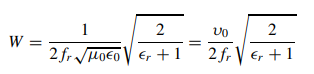 W = \frac{1}{2 f_r \sqrt{\mu_0 \epsilon_0}} \sqrt{\frac{2}{\epsilon_r + 1}} = \frac{\upsilon_0}{2 f_r} \sqrt{\frac{2}{\epsilon_r + 1}}